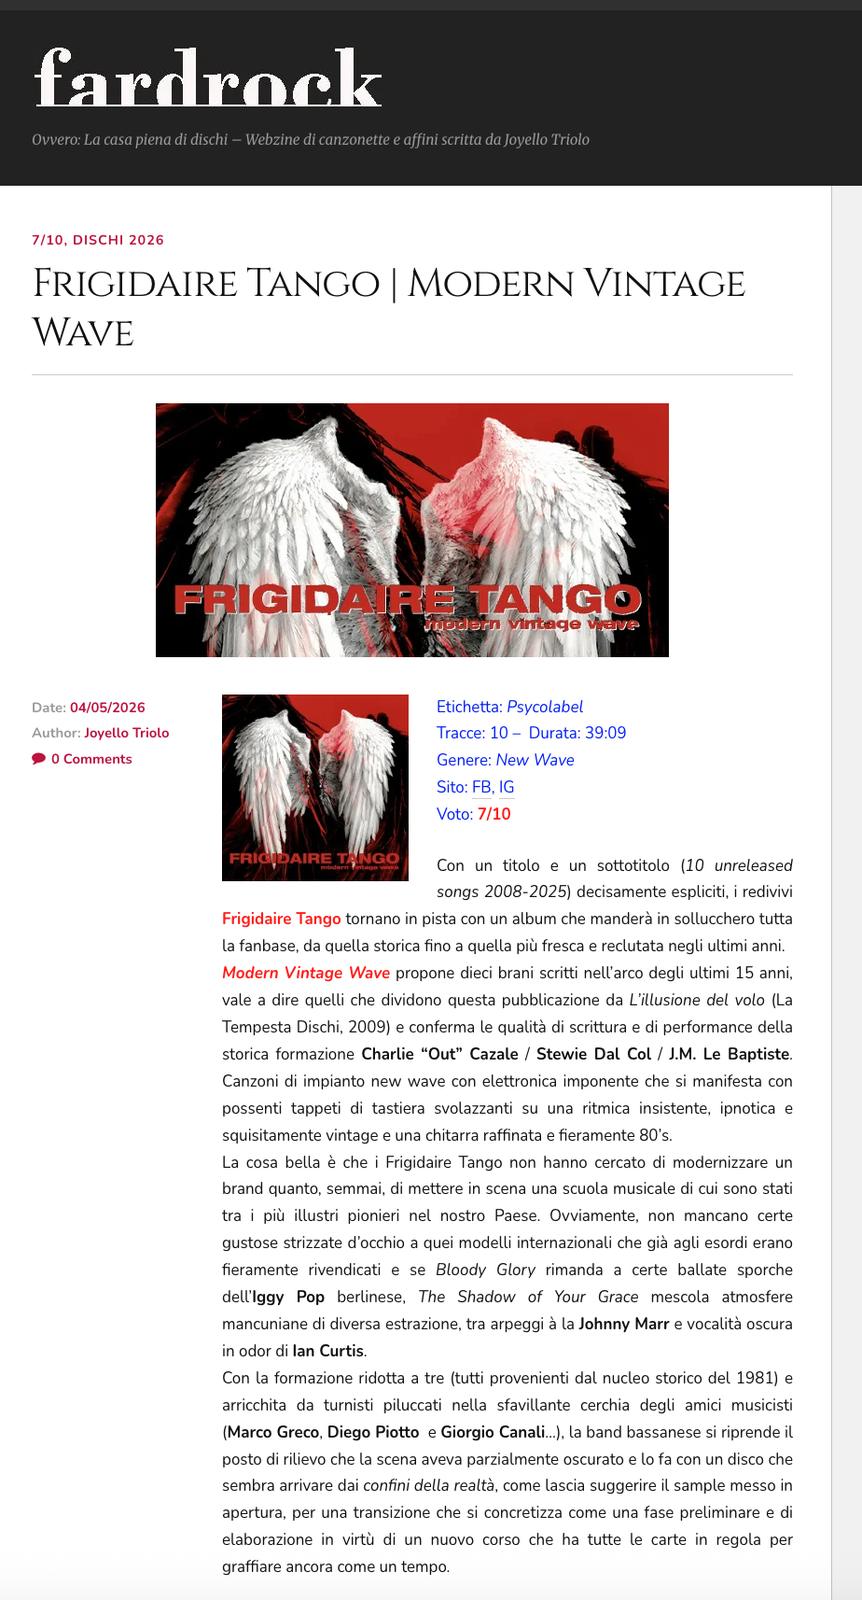 fardrock
Ovvero: La casa piena di dischi – Webzine di canzonette e affini scritta da Joyello Triolo
7/10, DISCHI 2026
Frigidaire Tango | Modern Vintage
Wave
FRIGIDAIRE TANGO
modern vintage wave
Date: 04/05/2026
Author: Joyello Triolo
0 Comments
FRIGIDAIRE TANGO
modern vintage wave
Etichetta: Psycolabel
Tracce: 10 – Durata: 39:09
Genere: New Wave
Sito: FB, IG
Voto: 7/10
Con un titolo e un sottotitolo (10 unreleased
songs 2008-2025) decisamente espliciti, i redivivi
Frigidaire Tango tornano in pista con un album che manderà in sollucchero tutta
la fanbase, da quella storica fino a quella più fresca e reclutata negli ultimi anni.
Modern Vintage Wave propone dieci brani scritti nell’arco degli ultimi 15 anni,
vale a dire quelli che dividono questa pubblicazione da L’illusione del volo (La
Tempesta Dischi, 2009) e conferma le qualità di scrittura e di performance della
storica formazione Charlie “Out” Cazale / Stewie Dal Col / J.M. Le Baptiste.
Canzoni di impianto new wave con elettronica imponente che si manifesta con
possenti tappeti di tastiera svolazzanti su una ritmica insistente, ipnotica e
squisitamente vintage e una chitarra raffinata e fieramente 80’s.
La cosa bella è che i Frigidaire Tango non hanno cercato di modernizzare un
brand quanto, semmai, di mettere in scena una scuola musicale di cui sono stati
tra i più illustri pionieri nel nostro Paese. Ovviamente, non mancano certe
gustose strizzate d’occhio a quei modelli internazionali che già agli esordi erano
fieramente rivendicati e se Bloody Glory rimanda a certe ballate sporche
dell’Iggy Pop berlinese, The Shadow of Your Grace mescola atmosfere
mancuniane di diversa estrazione, tra arpeggi à la Johnny Marr e vocalità oscura
in odor di Ian Curtis.
Con la formazione ridotta a tre (tutti provenienti dal nucleo storico del 1981) e
arricchita da turnisti piluccati nella sfavillante cerchia degli amici musicisti
(Marco Greco, Diego Piotto e Giorgio Canali…), la band bassanese si riprende il
posto di rilievo che la scena aveva parzialmente oscurato e lo fa con un disco che
sembra arrivare dai confini della realtà, come lascia suggerire il sample messo in
apertura, per una transizione che si concretizza come una fase preliminare e di
elaborazione in virtù di un nuovo corso che ha tutte le carte in regola per
graffiare ancora come un tempo.